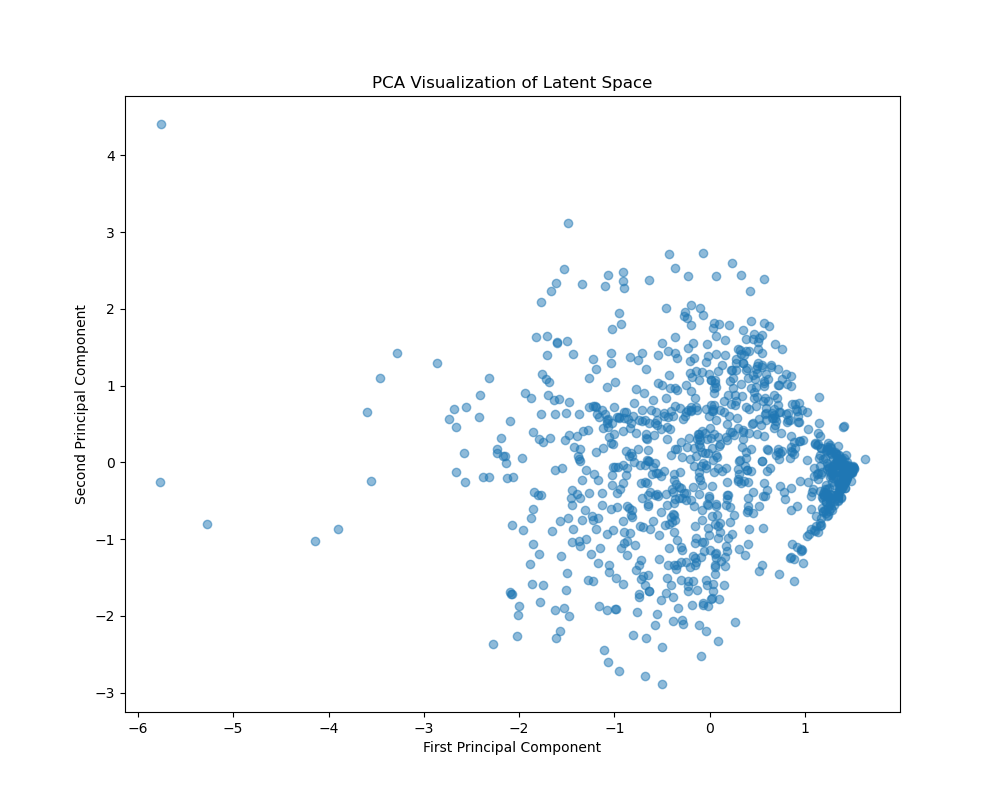 PCA Visualization of Latent Space
4
3
2
1
0
−1
−2
−3
Second Principal Component
−6 −5 −4 −3 −2 −1 0 1
First Principal Component